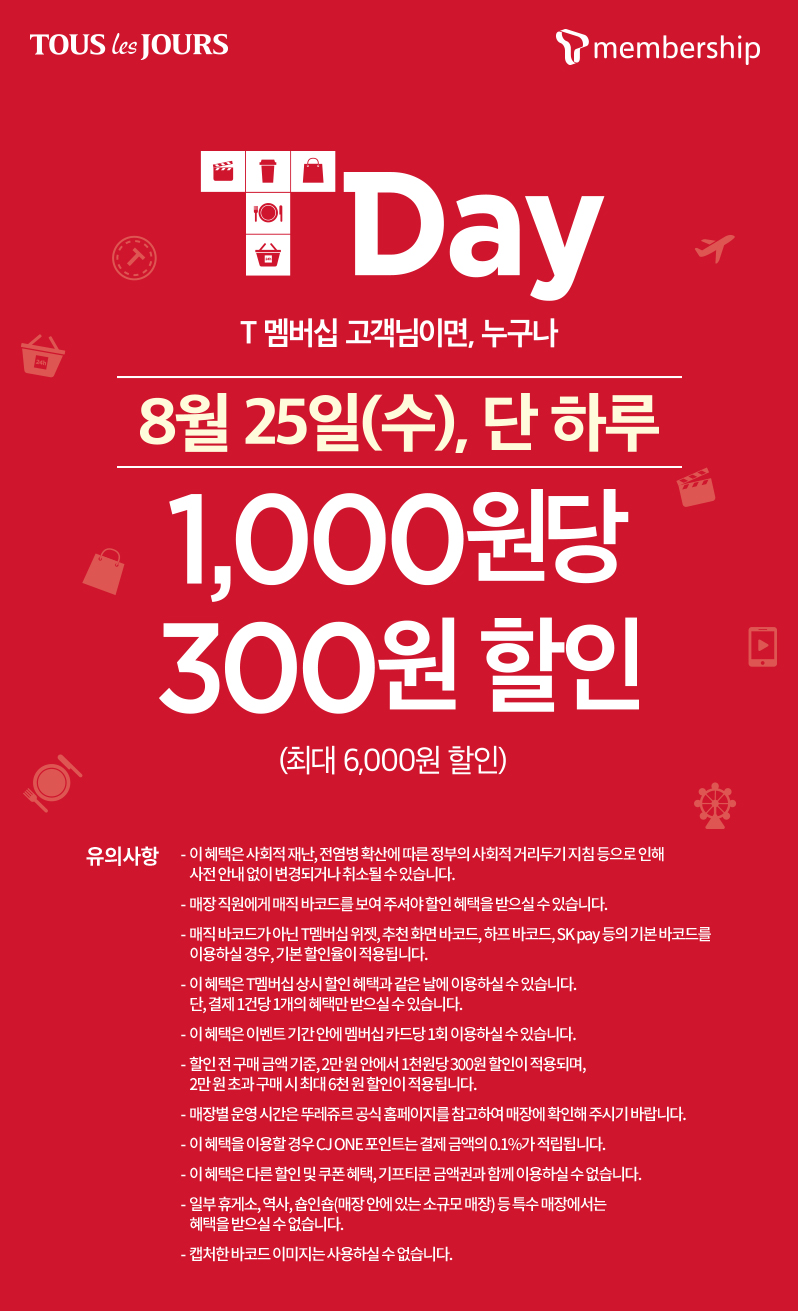 TOUS les JOURS
T membership
T Day
T 멤버십 고객님이면, 누구나
8월 25일(수), 단 하루
1,000원당
300원 할인
(최대 6,000원 할인)
유의사항
- 이 혜택은 사회적 재난, 전염병 확산에 따른 정부의 사회적 거리두기 지침 등으로 인해
사전 안내 없이 변경되거나 취소될 수 있습니다.
- 매장 직원에게 매직 바코드를 보여 주셔야 할인 혜택을 받으실 수 있습니다.
- 매직 바코드가 아닌 T멤버십 위젯, 추천 화면 바코드, 하프 바코드, SK pay 등의 기본 바코드를
이용하실 경우, 기본 할인율이 적용됩니다.
- 이 혜택은 T멤버십 상시 할인 혜택과 같은 날에 이용하실 수 있습니다.
단, 결제 1건당 1개의 혜택만 받으실 수 있습니다.
- 이 혜택은 이벤트 기간 안에 멤버십 카드당 1회 이용하실 수 있습니다.
- 할인 전 구매 금액 기준, 2만 원 안에서 1천원당 300원 할인이 적용되며,
2만 원 초과 구매 시 최대 6천 원 할인이 적용됩니다.
- 매장별 운영 시간은 뚜레쥬르 공식 홈페이지를 참고하여 매장에 확인해 주시기 바랍니다.
- 이 혜택을 이용할 경우 CJ ONE 포인트는 결제 금액의 0.1%가 적립됩니다.
- 이 혜택은 다른 할인 및 쿠폰 혜택, 기프티콘 금액권과 함께 이용하실 수 없습니다.
- 일부 휴게소, 역사, 숍인숍(매장 안에 있는 소규모 매장) 등 특수 매장에서는
혜택을 받으실 수 없습니다.
- 캡처한 바코드 이미지는 사용하실 수 없습니다.